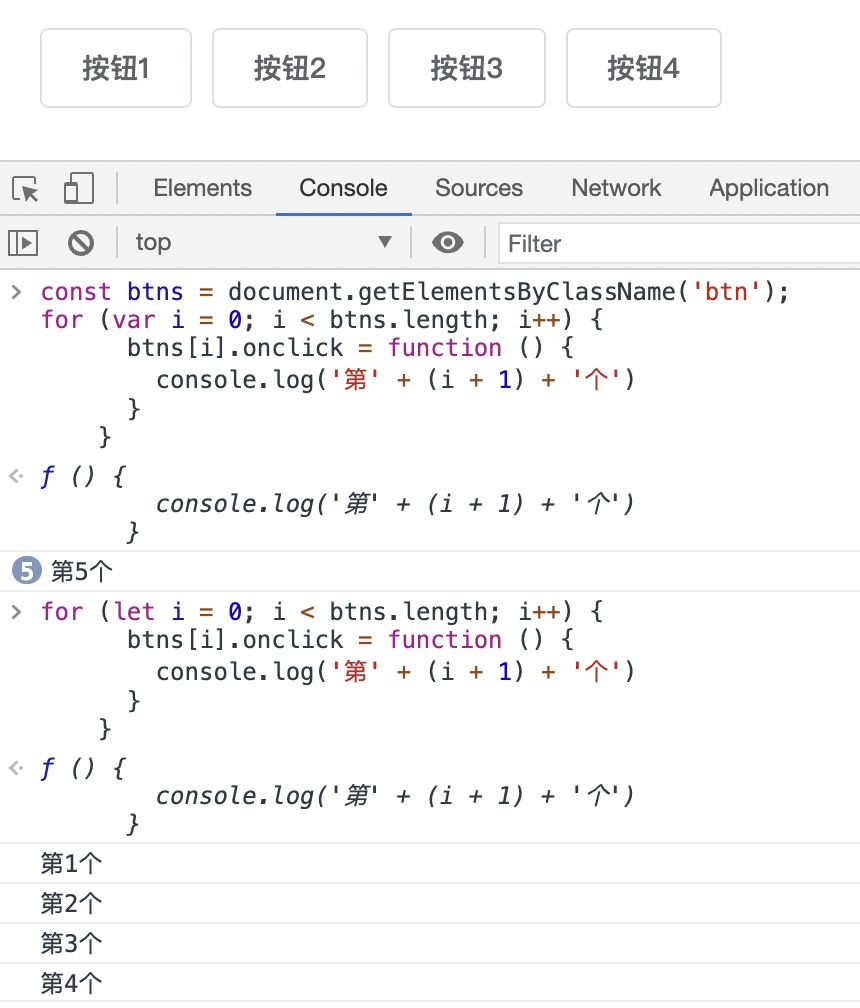 按钮1 按钮2 按钮3 按钮4
Elements Console Sources Network Application
top Filter
const btns = document.getElementsByClassName('btn');
for (var i = 0; i < btns.length; i++) {
btns[i].onclick = function () {
console.log('第' + (i + 1) + '个')
}
}
f () {
console.log('第' + (i + 1) + '个')
}
5 第5个
for (let i = 0; i < btns.length; i++) {
btns[i].onclick = function () {
console.log('第' + (i + 1) + '个')
}
}
f () {
console.log('第' + (i + 1) + '个')
}
第1个
第2个
第3个
第4个